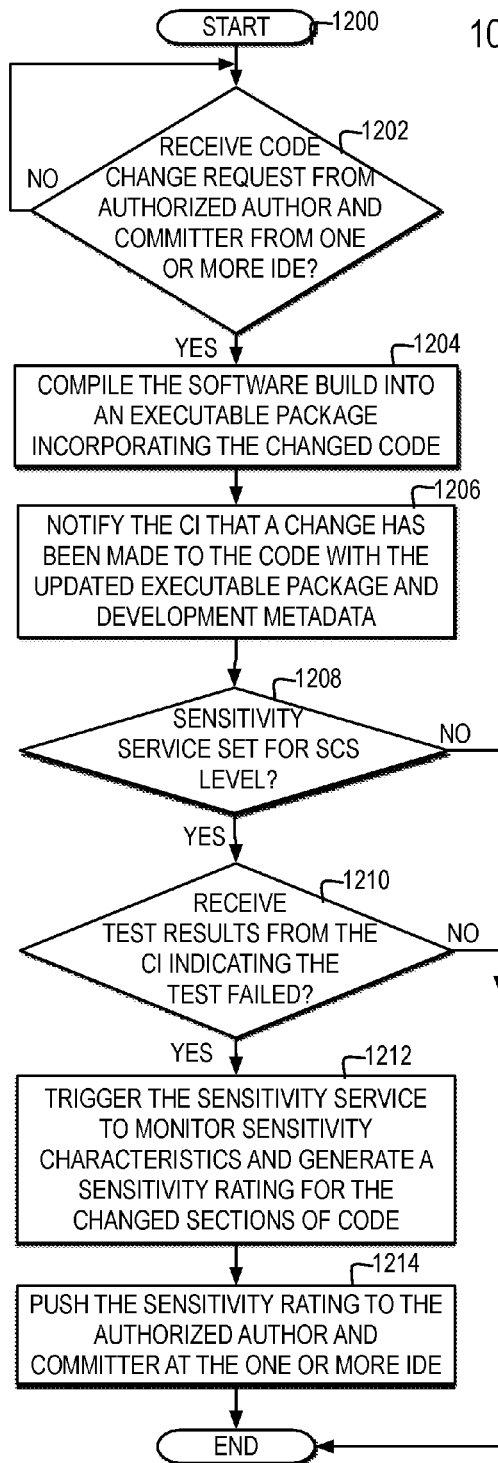 START
1200
10
1202
RECEIVE CODE
CHANGE REQUEST FROM
AUTHORIZED AUTHOR AND
COMMITTER FROM ONE
OR MORE IDE?
NO
YES
1204
COMPILE THE SOFTWARE BUILD INTO
AN EXECUTABLE PACKAGE
INCORPORATING THE CHANGED CODE
1206
NOTIFY THE CI THAT A CHANGE HAS
BEEN MADE TO THE CODE WITH THE
UPDATED EXECUTABLE PACKAGE AND
DEVELOPMENT METADATA
1208
SENSITIVITY
SERVICE SET FOR SCS
LEVEL?
NO
YES
1210
RECEIVE
TEST RESULTS FROM THE
CI INDICATING THE
TEST FAILED?
NO
YES
1212
TRIGGER THE SENSITIVITY SERVICE
TO MONITOR SENSITIVITY
CHARACTERISTICS AND GENERATE A
SENSITIVITY RATING FOR THE
CHANGED SECTIONS OF CODE
1214
PUSH THE SENSITIVITY RATING TO THE
AUTHORIZED AUTHOR AND
COMMITTER AT THE ONE OR MORE IDE
END